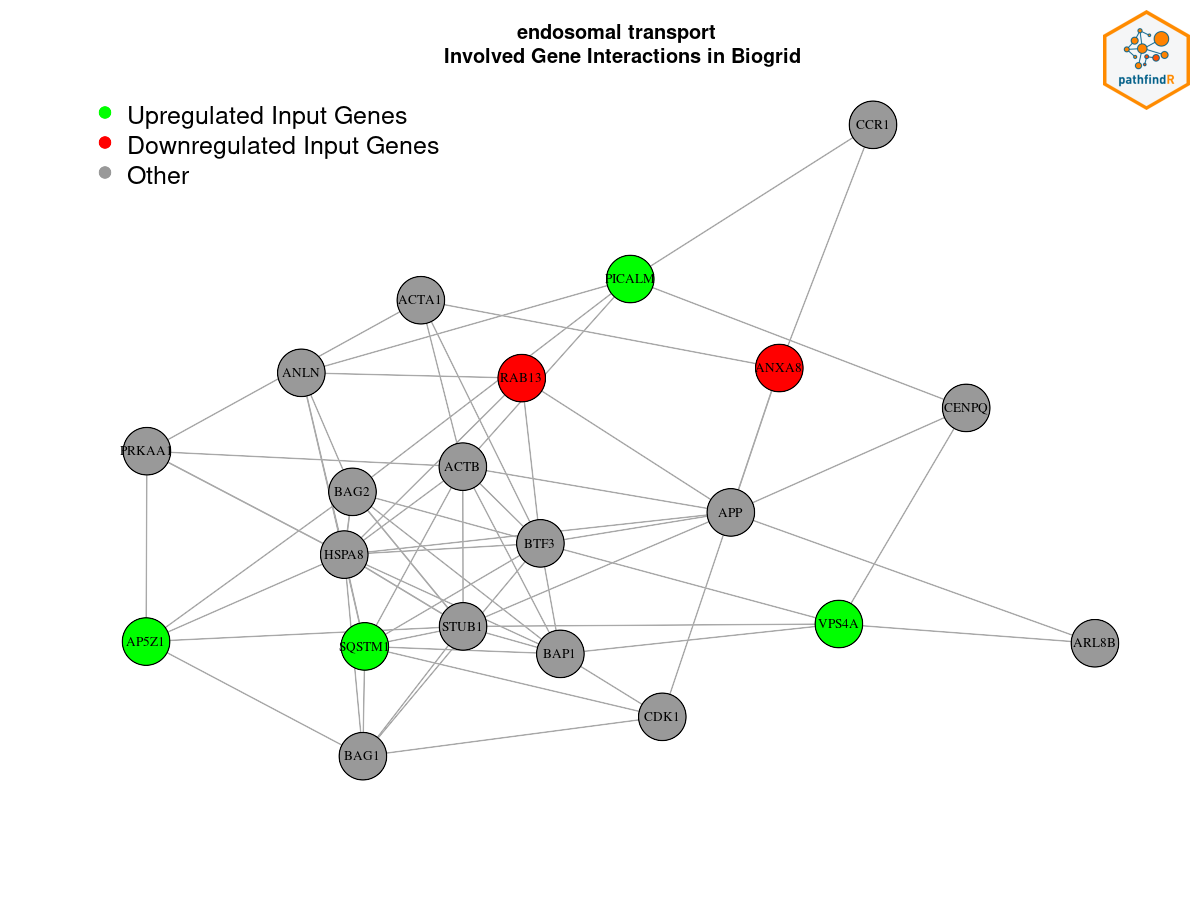 endosomal transport
Involved Gene Interactions in Biogrid
pathfindR
Upregulated Input Genes
Downregulated Input Genes
Other
CCR1
PICALM
ACTA1
ANLN
RAB13
ANXA8
CENPQ
PRKAA1
ACTB
BAG2
APP
BTF3
HSPA8
AP5Z1
SQSTM1
STUB1
BAP1
VPS4A
ARL8B
CDK1
BAG1